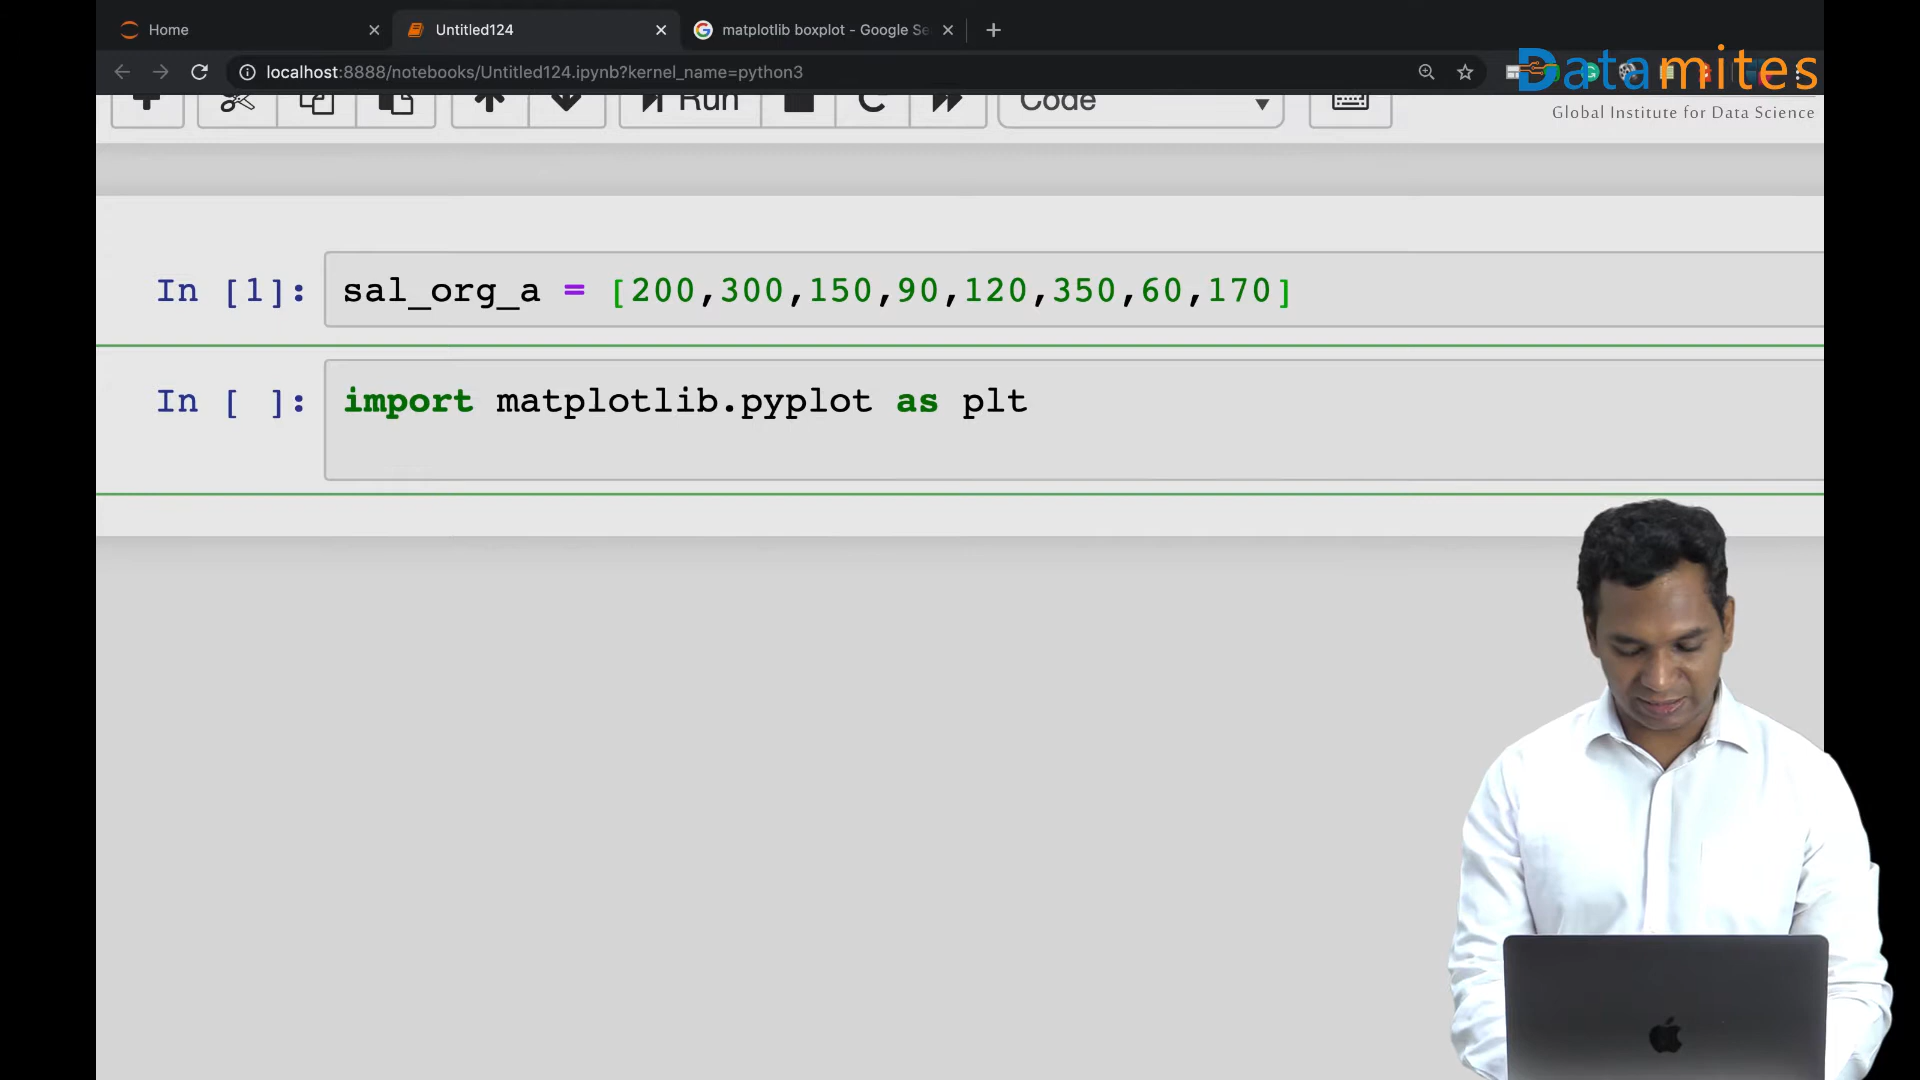 Home
Untitled124
matplotlib boxplot - Google Se
localhost:8888/notebooks/Untitled124.ipynb?kernel_name=python3
Datamites
Global Institute for Data Science
Run
Code
In [1]: sal_org_a = [200,300,150,90,120,350,60,170]
In [ ]: import matplotlib.pyplot as plt